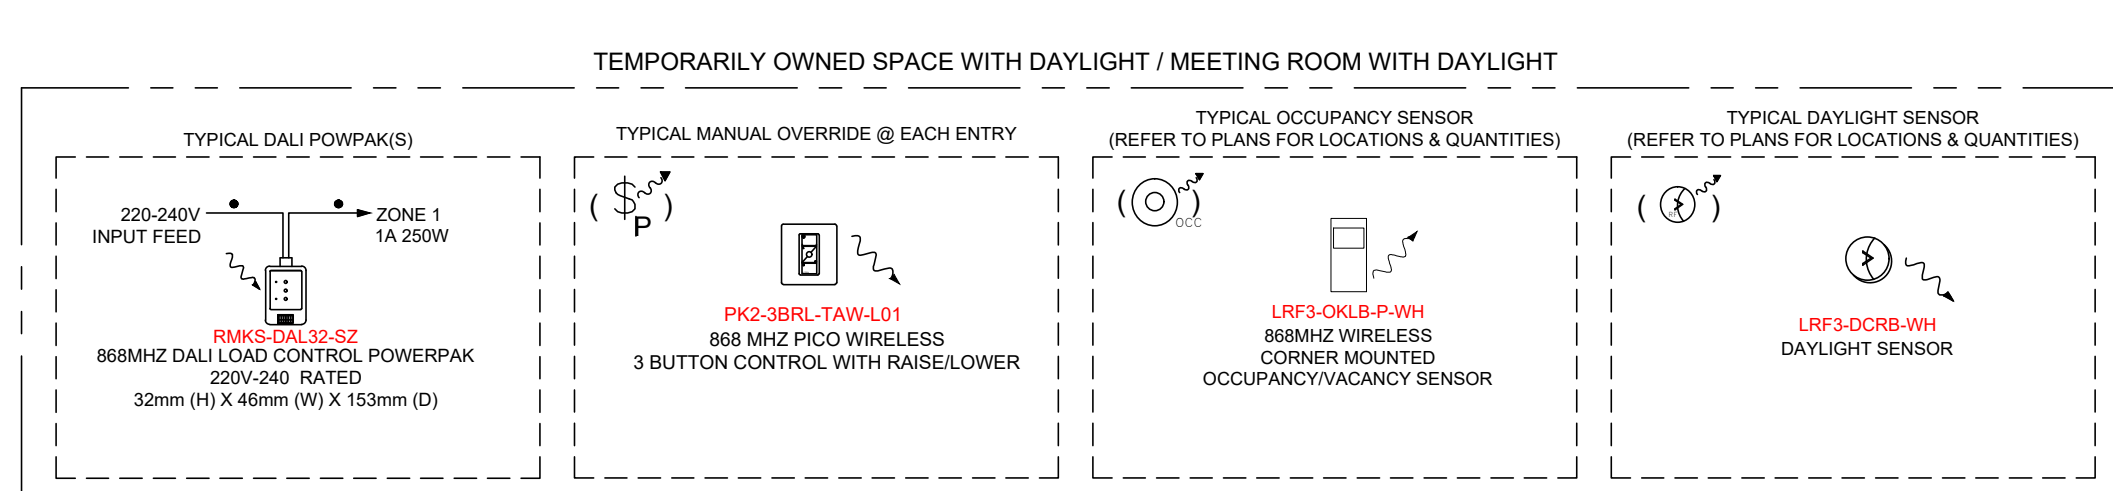 TEMPORARILY OWNED SPACE WITH DAYLIGHT / MEETING ROOM WITH DAYLIGHT
TYPICAL DALI POWPAK(S)
220-240V
INPUT FEED
ZONE 1
1A 250W
RMKS-DAL32-SZ
868MHZ DALI LOAD CONTROL POWERPAK
220V-240 RATED
32mm (H) X 46mm (W) X 153mm (D)
TYPICAL MANUAL OVERRIDE @ EACH ENTRY
( $ )
P
PK2-3BRL-TAW-L01
868 MHZ PICO WIRELESS
3 BUTTON CONTROL WITH RAISE/LOWER
TYPICAL OCCUPANCY SENSOR
(REFER TO PLANS FOR LOCATIONS & QUANTITIES)
( )
OCC
LRF3-OKLB-P-WH
868MHZ WIRELESS
CORNER MOUNTED
OCCUPANCY/VACANCY SENSOR
TYPICAL DAYLIGHT SENSOR
(REFER TO PLANS FOR LOCATIONS & QUANTITIES)
( )
RF
LRF3-DCRB-WH
DAYLIGHT SENSOR